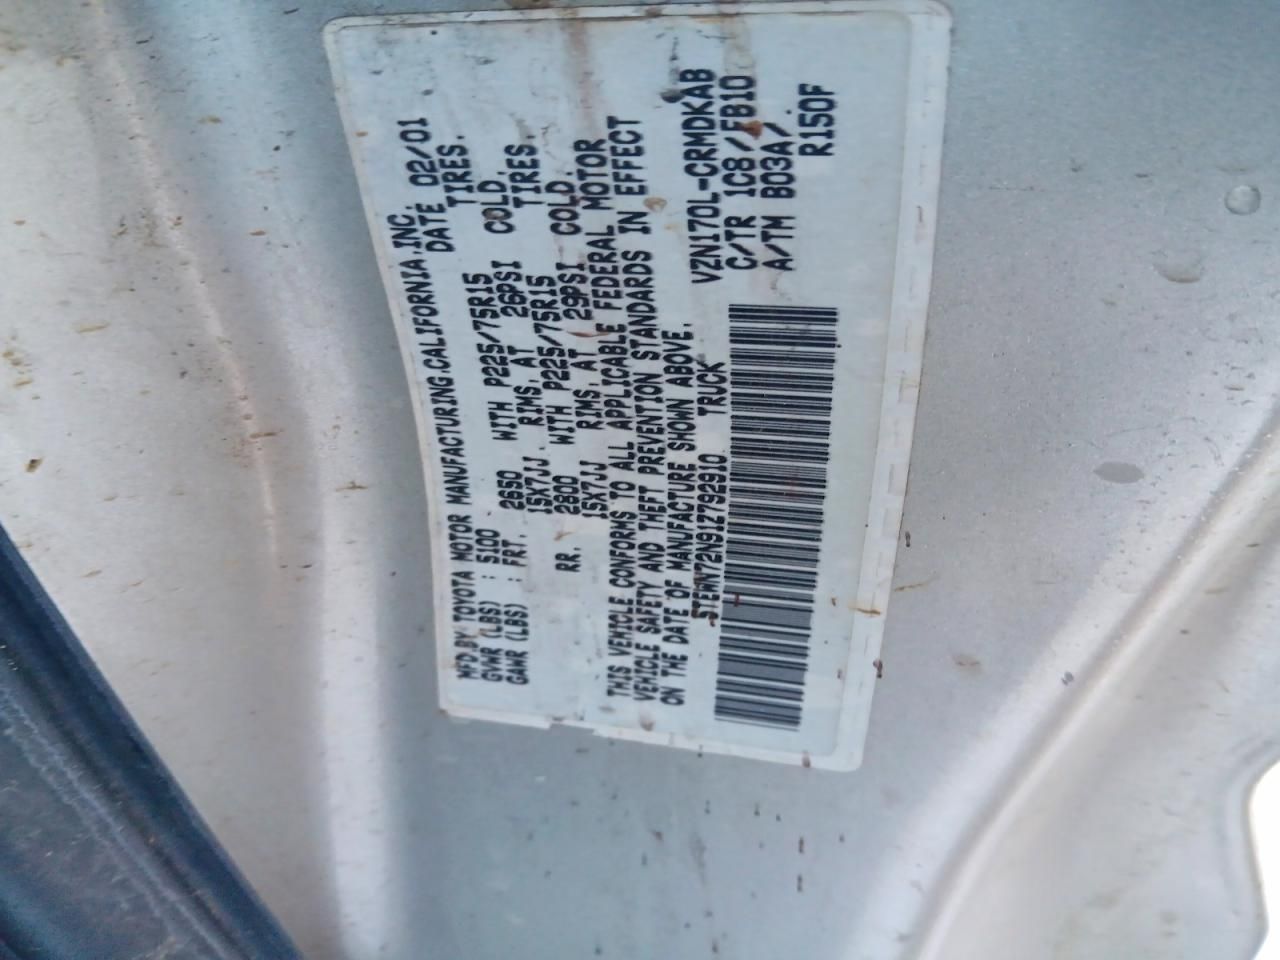 MFD.BY TOYOTA MOTOR MANUFACTURING.CALIFORNIA,INC.
GVWR (LBS) : 5100 DATE 02/01
GAWR (LBS) : FRT. 2650 WITH P225/75R15 TIRES.
15X7JJ RIMS, AT 26PSI COLD.
RR. 2800 WITH P225/75R15 TIRES.
15X7JJ RIMS, AT 29PSI COLD.
THIS VEHICLE CONFORMS TO ALL APPLICABLE FEDERAL MOTOR
VEHICLE SAFETY AND THEFT PREVENTION STANDARDS IN EFFECT
ON THE DATE OF MANUFACTURE SHOWN ABOVE.
5TEWN72N91Z792910 TRUCK VZN170L-CRMDKAB
C/TR 1C8/FB10
A/TM B03A/
R150F